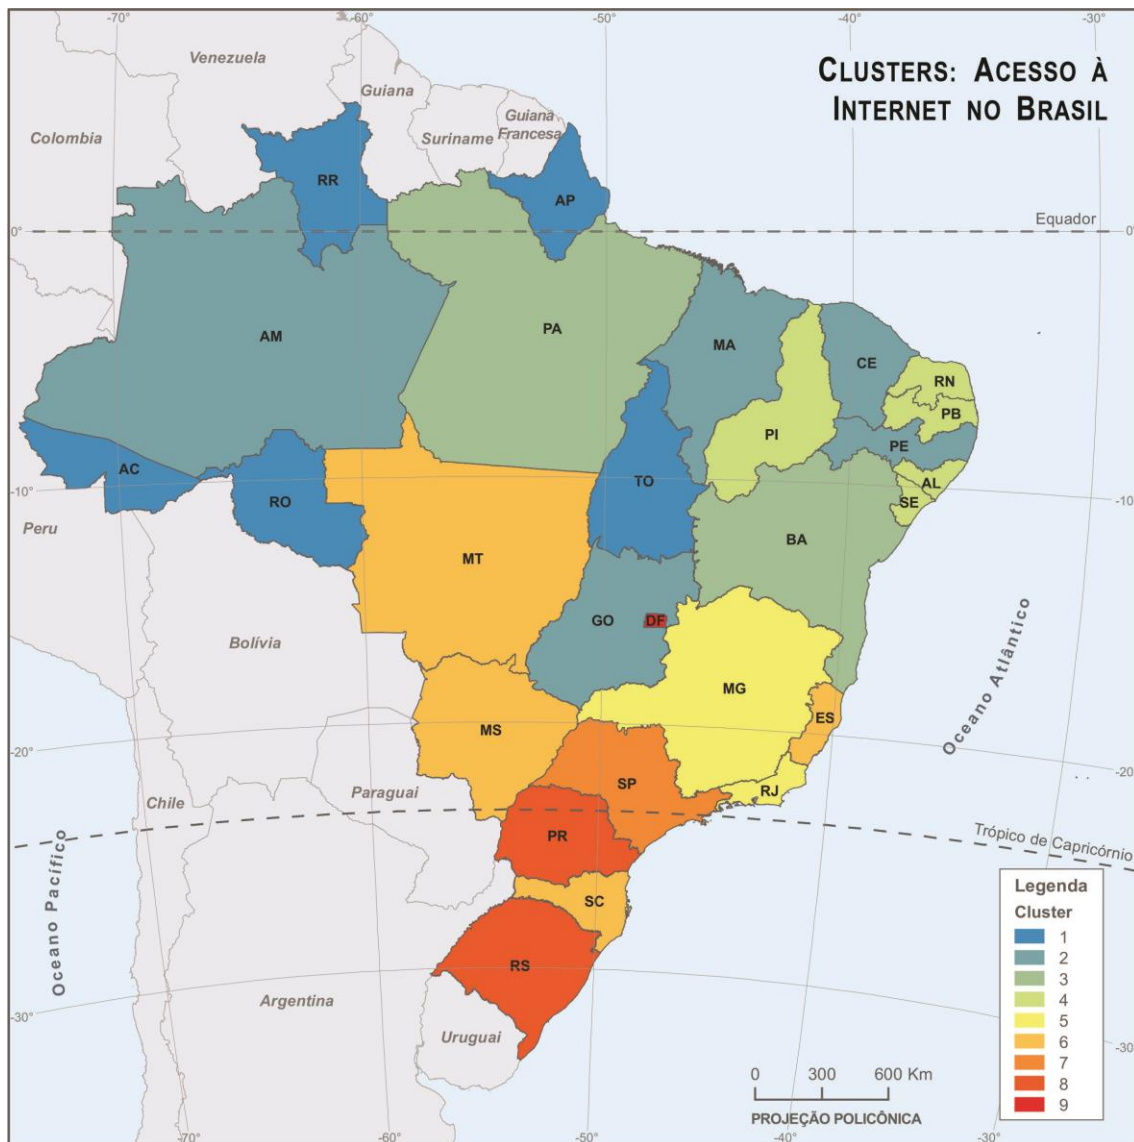 -70°
-60°
-50°
-40°
-30°
CLUSTERS: ACESSO À
INTERNET NO BRASIL
Venezuela
Guiana
Colombia
Suriname
Guiana
Francesa
RR
AP
Equador
0°
0°
AM
PA
MA
CE
RN
PB
PI
PE
AC
TO
AL
-10°
RO
SE
-10°
Peru
BA
MT
GO
DF
Bolívia
Oceano Atlântico
MG
ES
MS
-20°
-20°
SP
RJ
Paraguai
Chile
Trópico de Capricórnio
PR
Oceano Pacífico
SC
RS
Argentina
Uruguai
-30°
-30°
Legenda
Cluster
1
2
3
4
5
6
7
8
9
0 300 600 Km
PROJEÇÃO POLICÔNICA
-70°
-60°
-50°
-40°
-30°